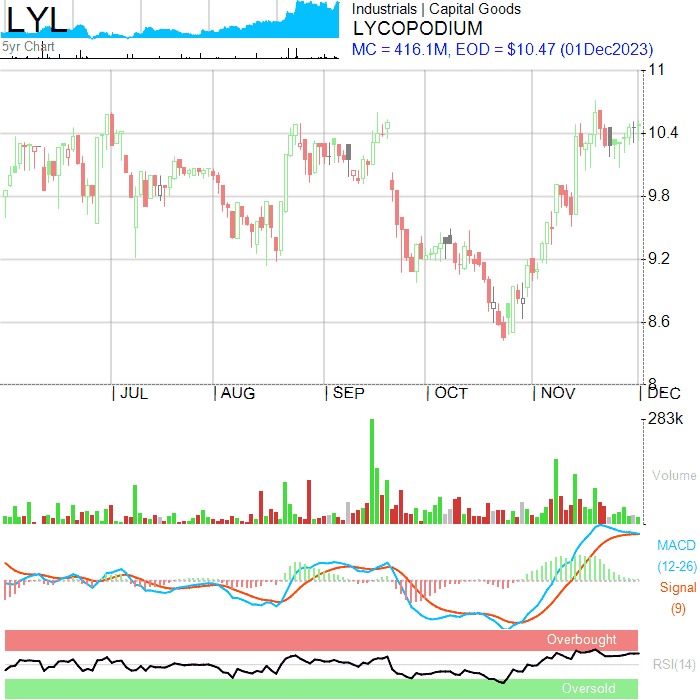 LYL
5yr Chart
Industrials | Capital Goods
LYCOPODIUM
MC = 416.1M, EOD = $10.47 (01Dec2023)
11
10.4
9.8
9.2
8.6
8
| JUL | AUG | SEP | OCT | NOV | DEC
283k
Volume
MACD
(12-26)
Signal
(9)
Overbought
RSI(14)
Oversold